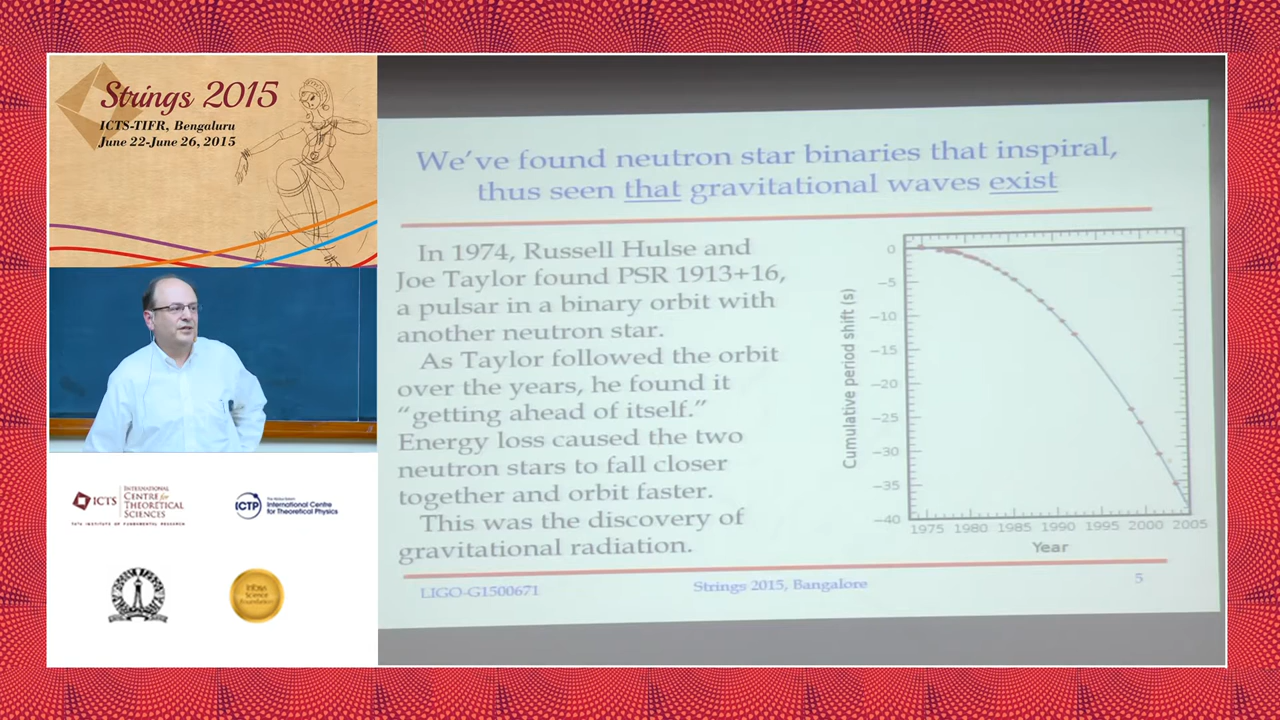 Strings 2015
ICTS-TIFR, Bengaluru
June 22-June 26, 2015
ICTS
INTERNATIONAL
CENTRE for
THEORETICAL
SCIENCES
TATA INSTITUTE OF FUNDAMENTAL RESEARCH
ICTP
International Centre
for Theoretical Physics
Infosys
Science
Foundation
We've found neutron star binaries that inspiral,
thus seen that gravitational waves exist
In 1974, Russell Hulse and
Joe Taylor found PSR 1913+16,
a pulsar in a binary orbit with
another neutron star.
As Taylor followed the orbit
over the years, he found it
“getting ahead of itself.”
Energy loss caused the two
neutron stars to fall closer
together and orbit faster.
This was the discovery of
gravitational radiation.
Cumulative period shift (s)
0
−5
−10
−15
−20
−25
−30
−35
−40
1975 1980 1985 1990 1995 2000 2005
Year
LIGO-G1500671
Strings 2015, Bangalore
5